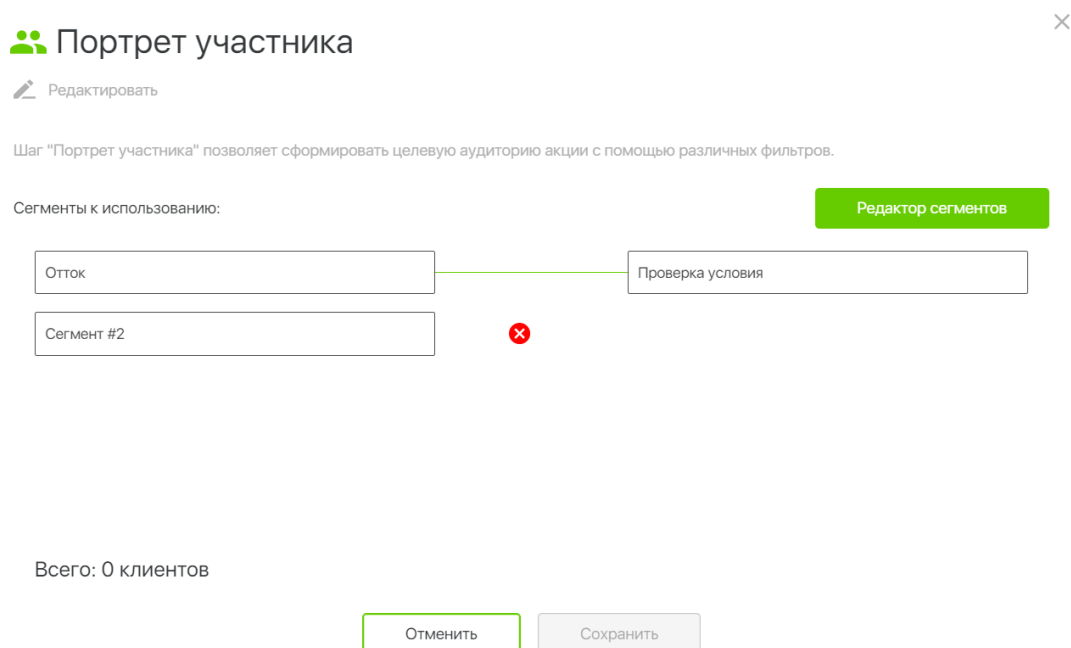 Портрет участника
Редактировать
Шаг "Портрет участника" позволяет сформировать целевую аудиторию акции с помощью различных фильтров.
Сегменты к использованию:
Редактор сегментов
Отток
Проверка условия
Сегмент #2
Всего: 0 клиентов
Отменить
Сохранить